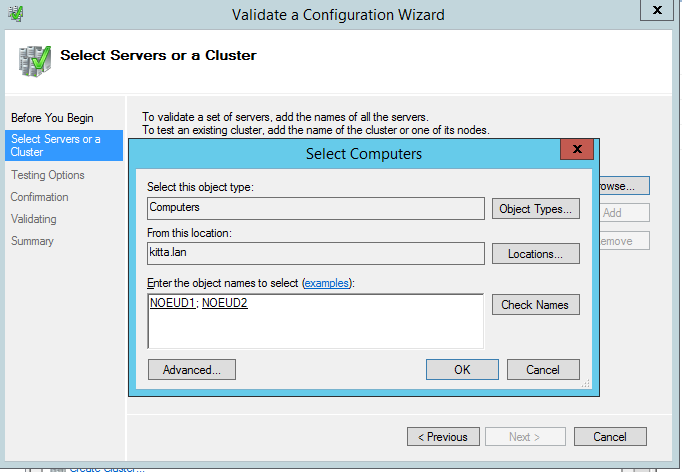 Validate a Configuration Wizard
x
Select Servers or a Cluster
Before You Begin
Select Servers or a
Cluster
Testing Options
Confirmation
Validating
Summary
To validate a set of servers, add the names of all the servers.
To test an existing cluster, add the name of the cluster or one of its nodes.
Select Computers
x
Select this object type:
Computers
Object Types...
From this location:
kitta.lan
Locations...
Enter the object names to select (examples):
NOEUD1; NOEUD2
Check Names
Advanced...
OK
Cancel
owse...
Add
emove
< Previous
Next >
Cancel
Create Cluster...